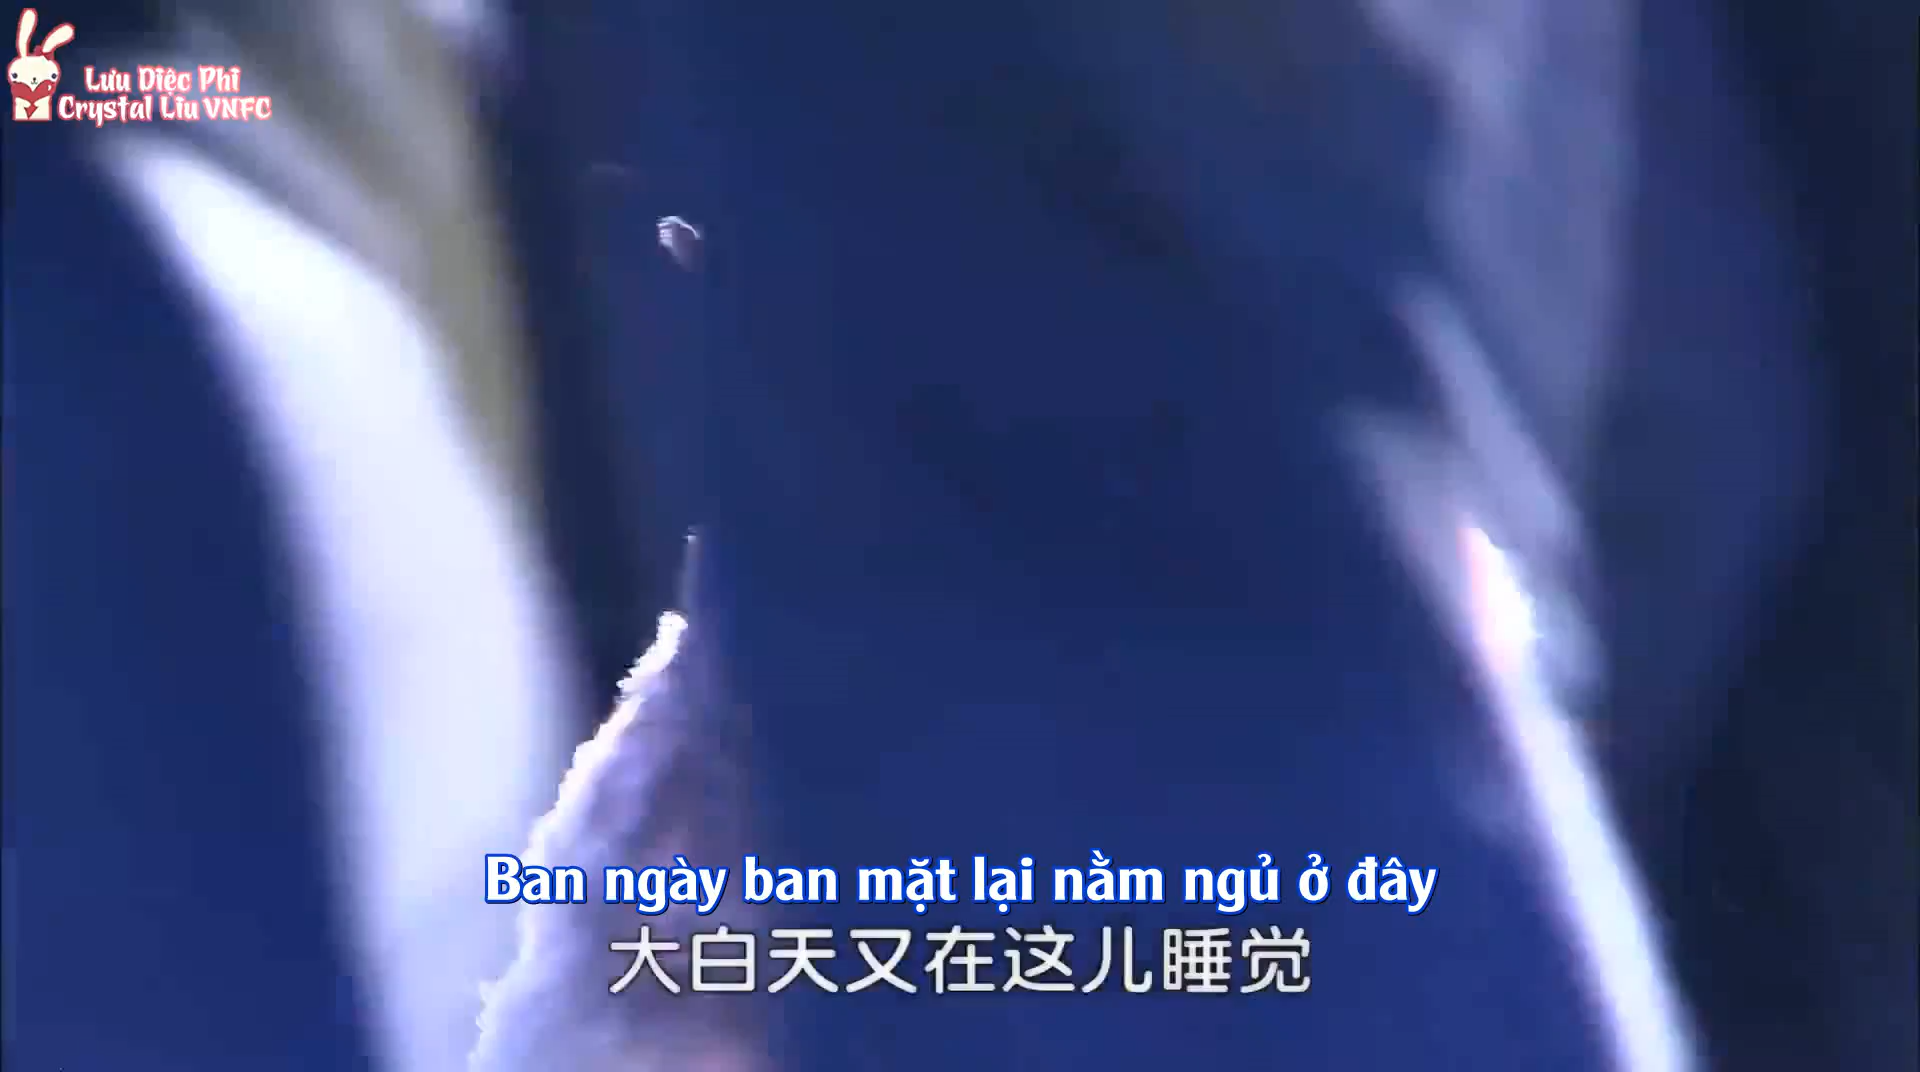 Lưu Diệc Phi
Crystal Liu VNFC
Ban ngày ban mặt lại nằm ngủ ở đây
大白天又在这儿睡觉